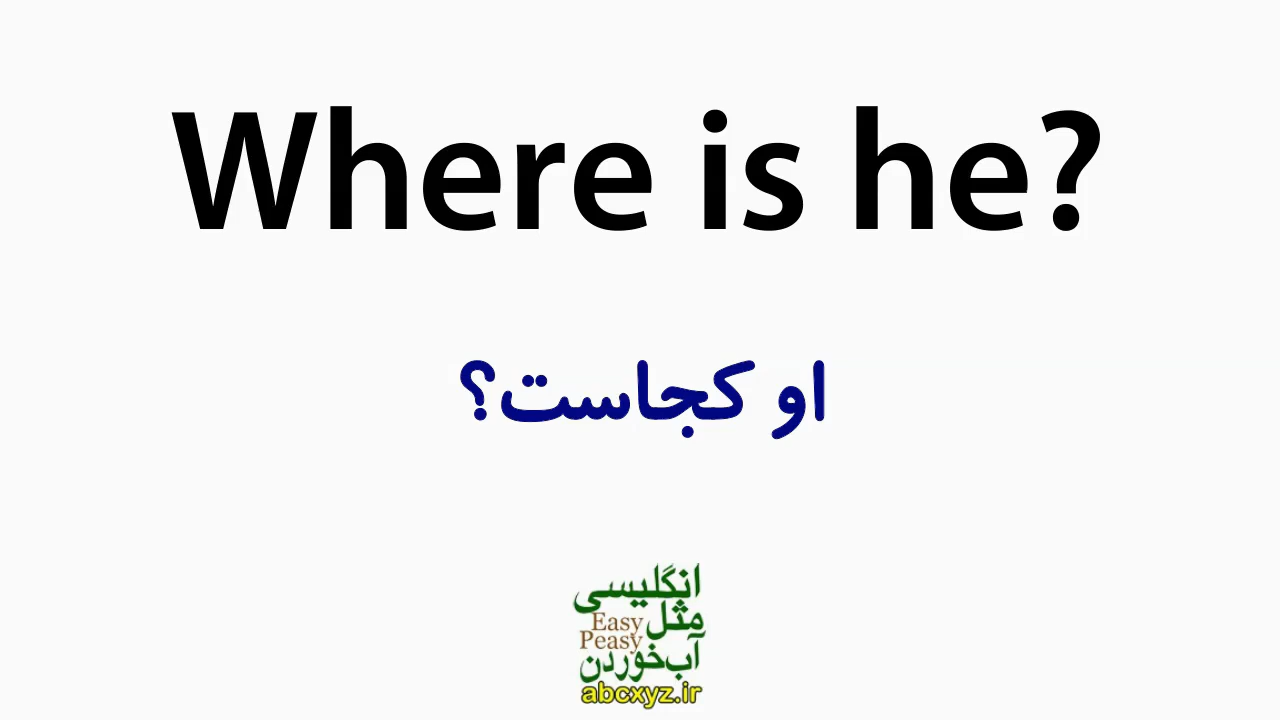 Where is he?
او کجاست؟
انگلیسی
مثل
Easy
Peasy
آب‌خوردن
abcxyz.ir